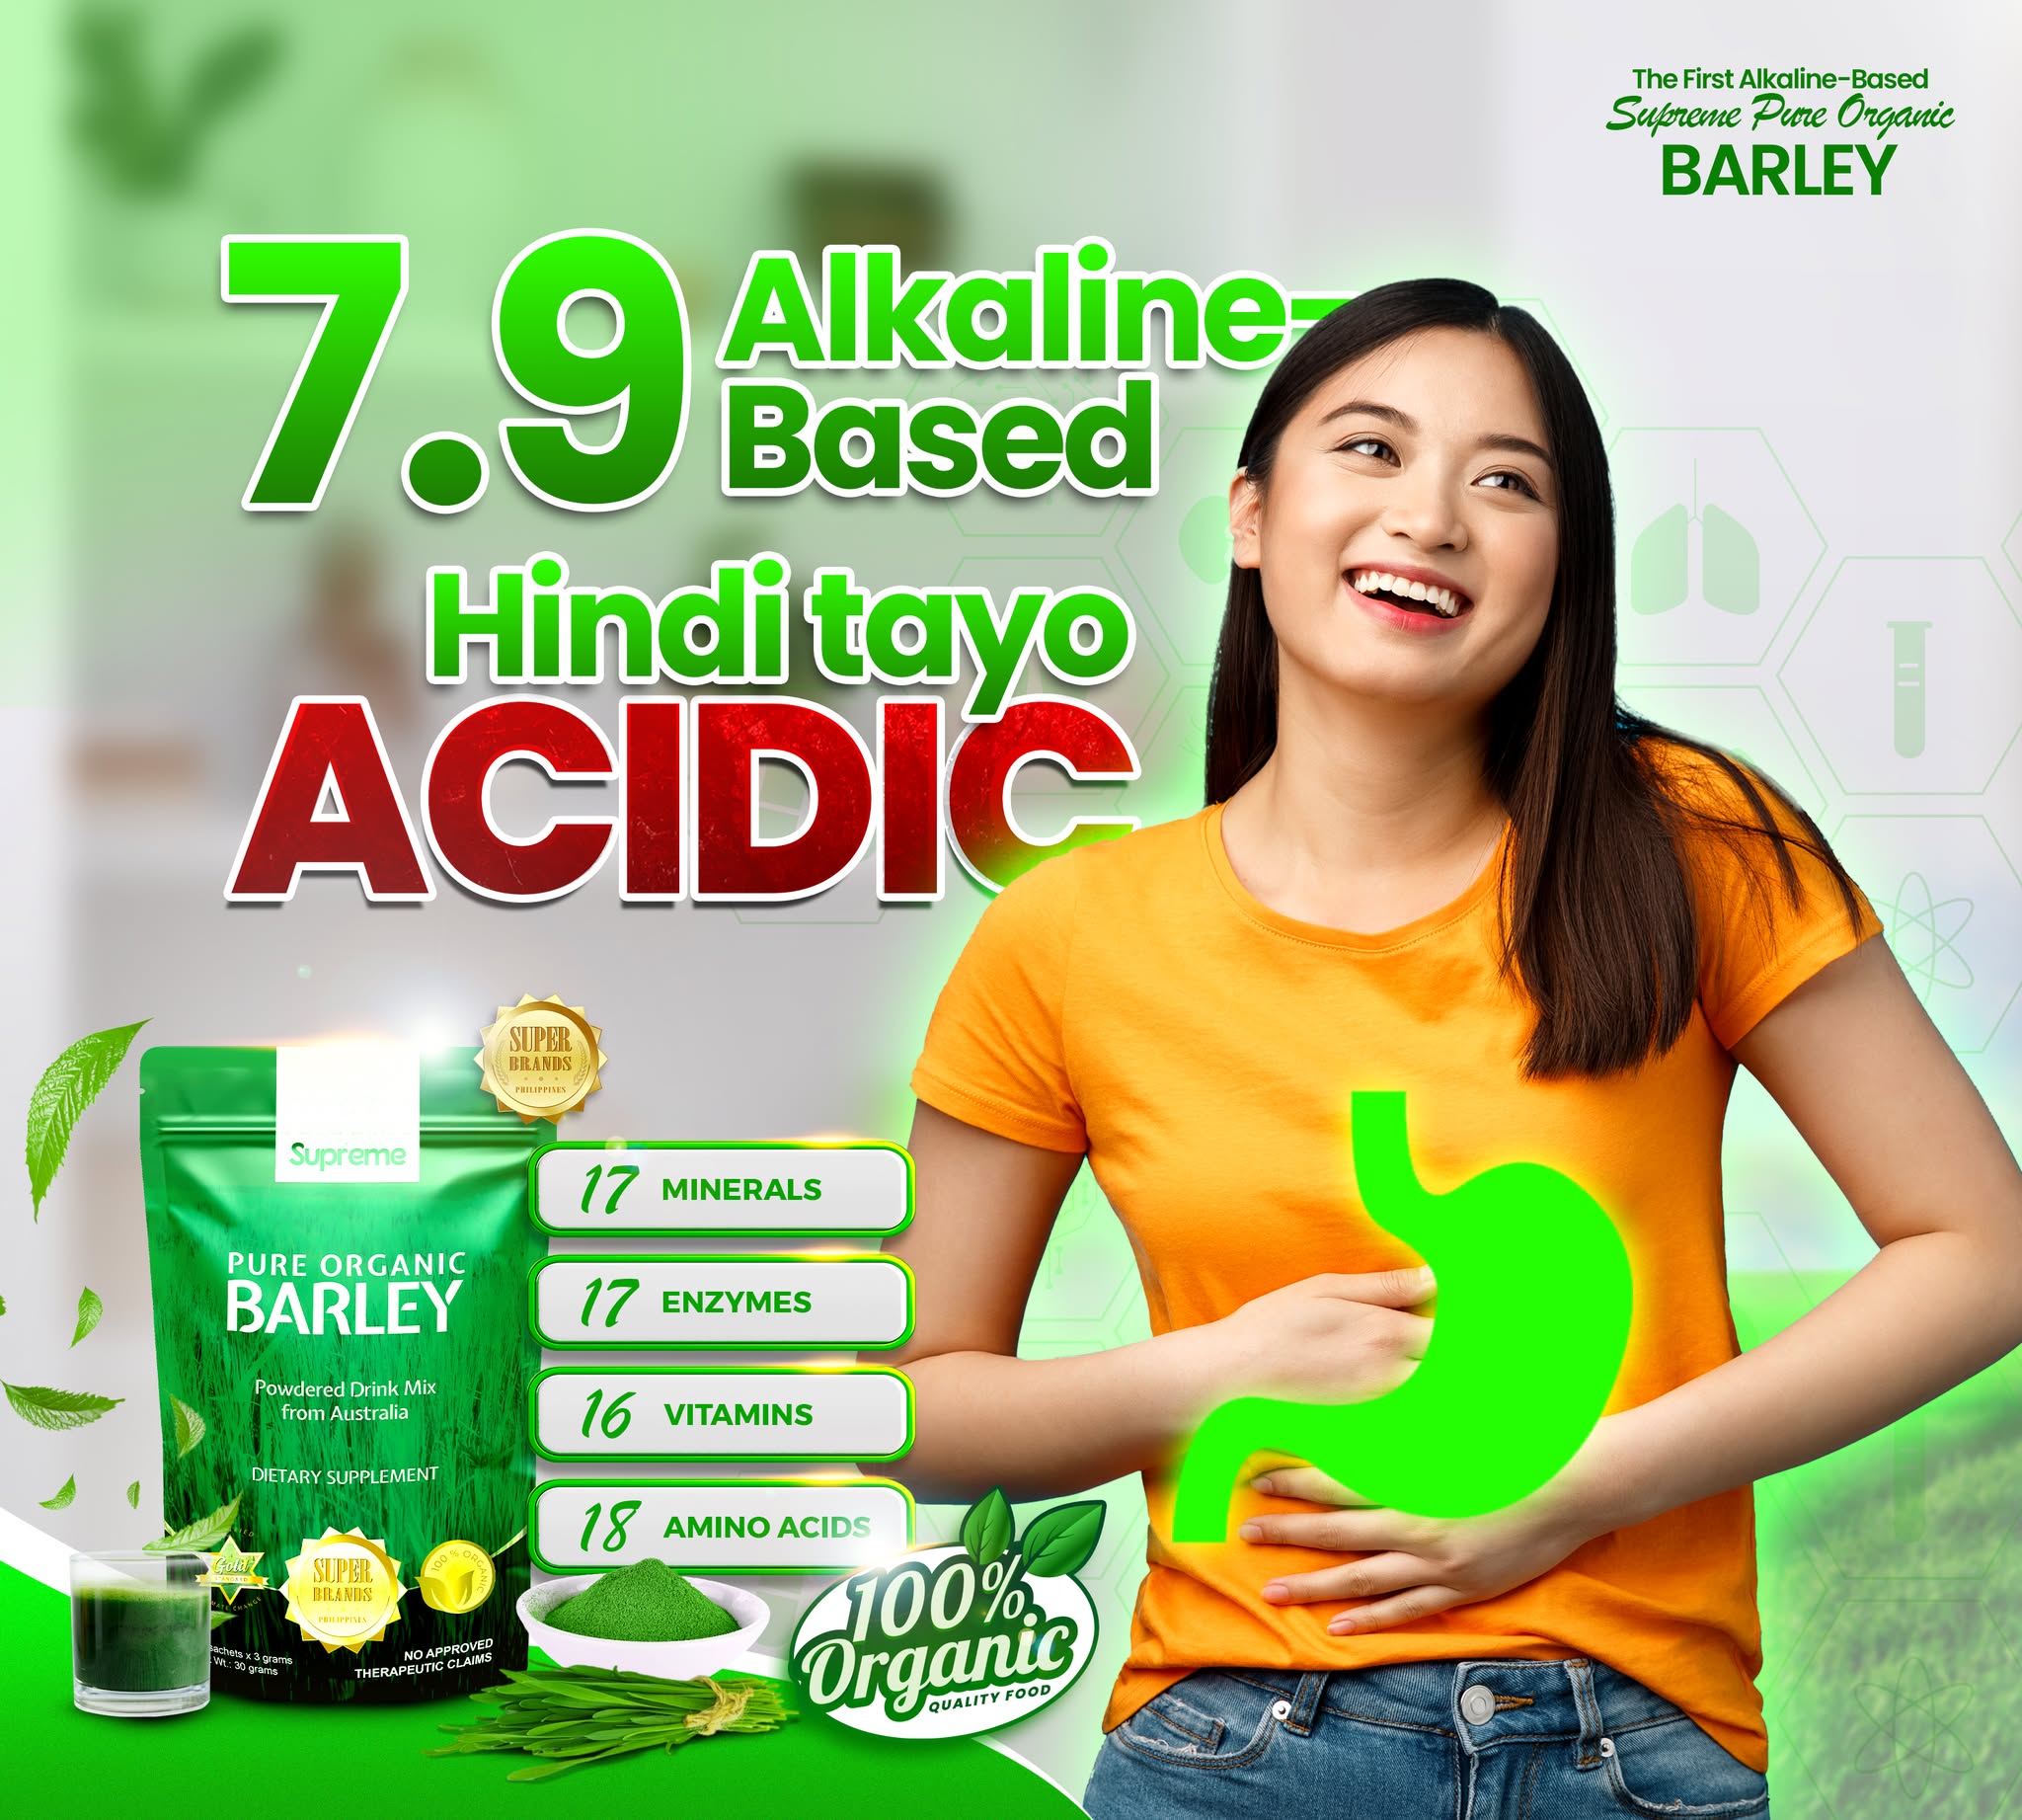 The First Alkaline-Based
Supreme Pure Organic
BARLEY
7.9 Alkaline-
Based
Hindi tayo
ACIDIC
SUPER
BRANDS
PHILIPPINES
Supreme
PURE ORGANIC
BARLEY
Powdered Drink Mix
from Australia
DIETARY SUPPLEMENT
17 MINERALS
17 ENZYMES
16 VITAMINS
18 AMINO ACIDS
Gold
STANDARD
SUPER
BRANDS
PHILIPPINES
100% ORGANIC
sachets x 3 grams
Wt.: 30 grams
NO APPROVED
THERAPEUTIC CLAIMS
100%
Organic
QUALITY FOOD